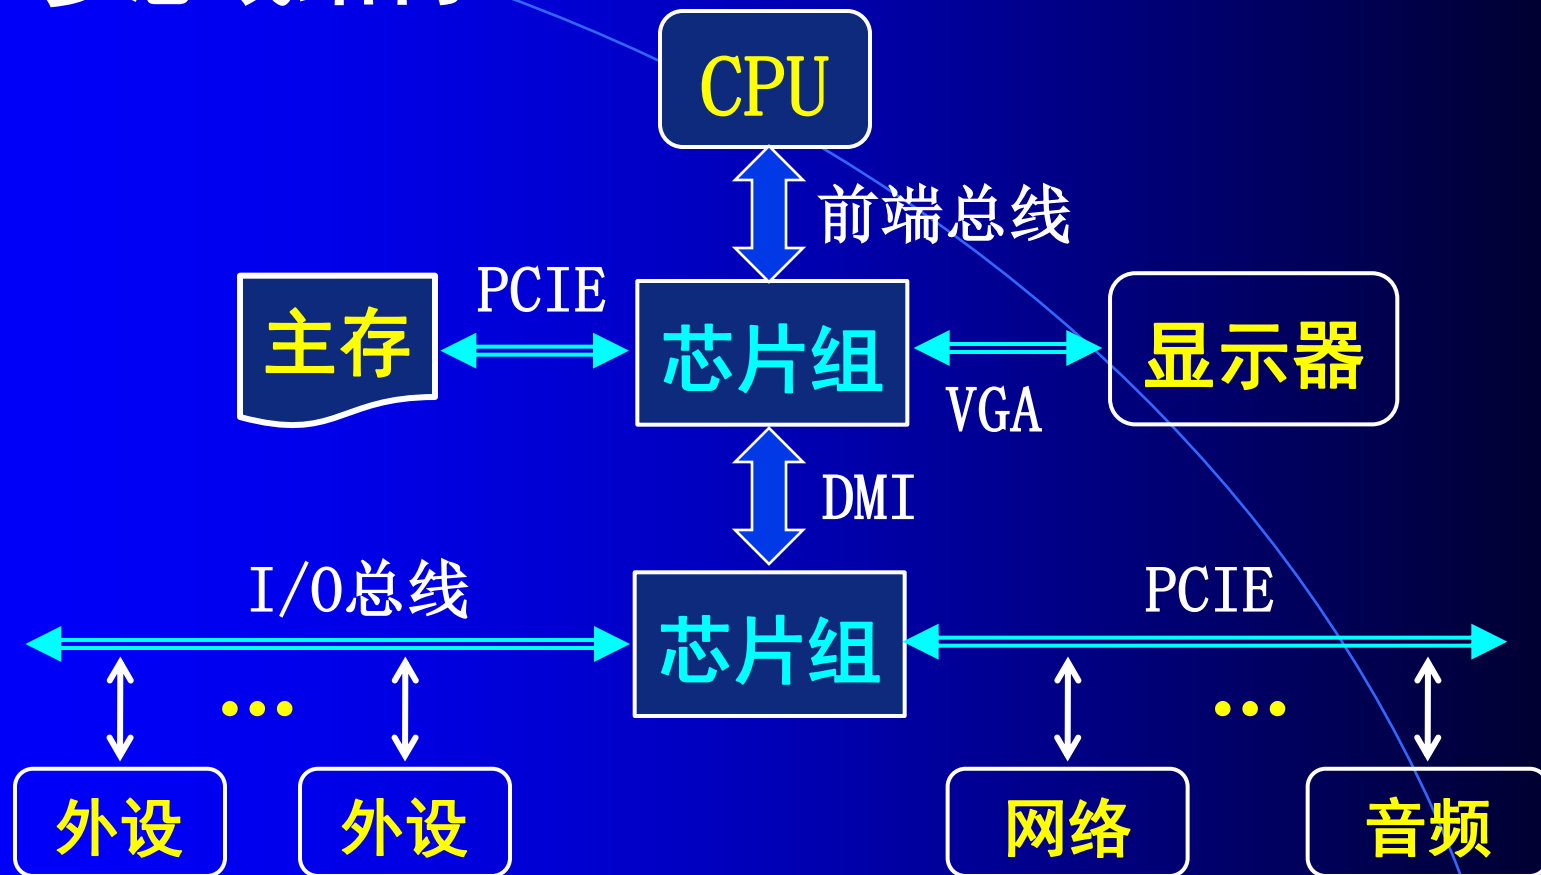 CPU
前端总线
PCIE
主存
芯片组
显示器
VGA
DMI
I/O总线
PCIE
芯片组
外设
外设
网络
音频